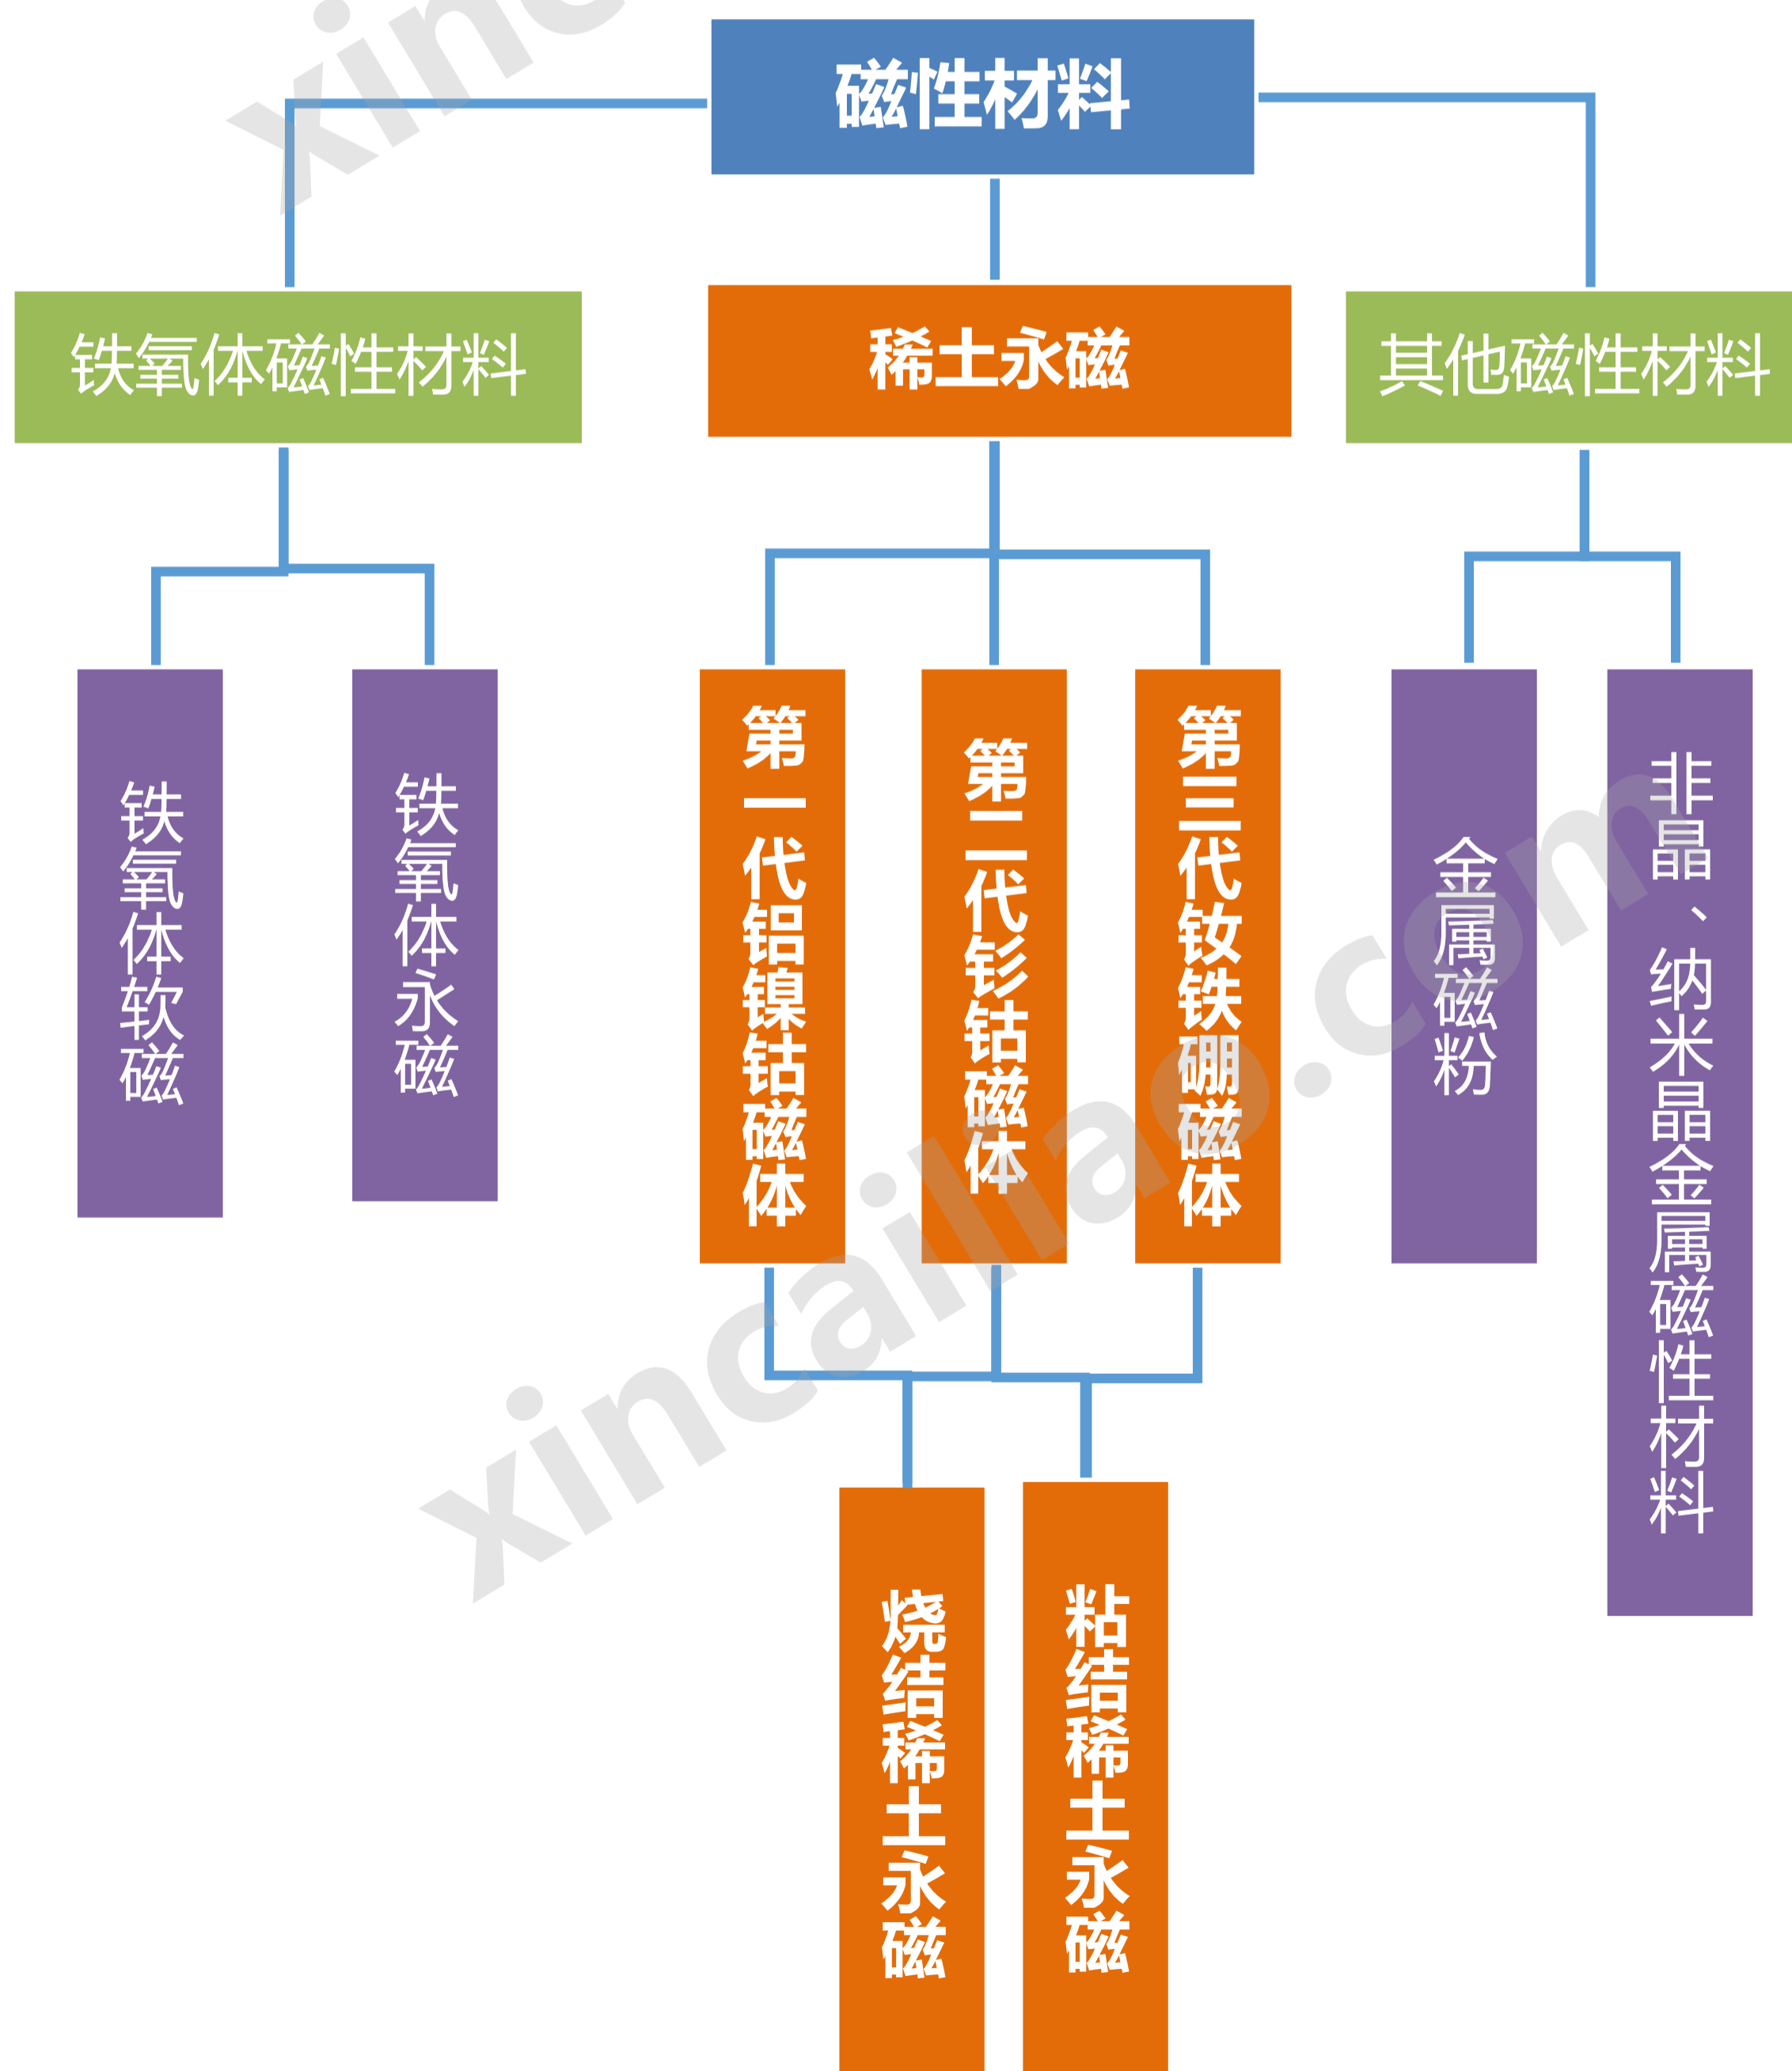 磁性材料
铁氧体磁性材料
稀土永磁
其他磁性材料
铁氧体软磁
铁氧体永磁
第一代铝镍钴磁体
第二代钐钴磁体
第三代钕铁硼磁体
金属磁粉
非晶、纳米晶金属磁性材料
烧结稀土永磁
粘结稀土永磁
xinc
xincailiao.com